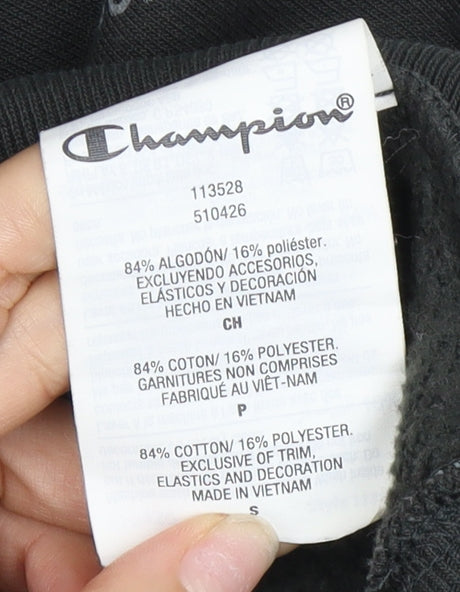 Champion®
113528
510426
84% ALGODÓN/ 16% poliéster.
EXCLUYENDO ACCESORIOS,
ELÁSTICOS Y DECORACIÓN
HECHO EN VIETNAM
CH
84% COTON/ 16% POLYESTER.
GARNITURES NON COMPRISES
FABRIQUÉ AU VIÊT-NAM
P
84% COTTON/ 16% POLYESTER.
EXCLUSIVE OF TRIM,
ELASTICS AND DECORATION
MADE IN VIETNAM
S